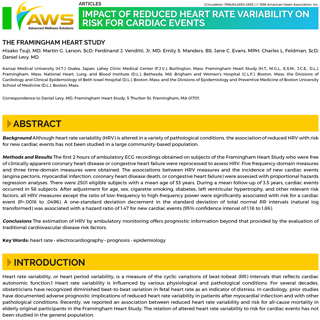 [Circulation. 1996;94:2850-2855.] © 1996 American Heart Association, Inc.
ARTICLES
AWS
Advanced Wellness Solutions
IMPACT OF REDUCED HEART RATE VARIABILITY ON
RISK FOR CARDIAC EVENTS
THE FRAMINGHAM HEART STUDY
Hisako Tsuji, MD; Martin G. Larson, ScD; Ferdinand J. Venditti, Jr, MD; Emily S. Manders, BS; Jane C. Evans, MPH; Charles L. Feldman, ScD;
Daniel Levy, MD
Kansai Medical University (H.T.), Osaka, Japan; Lahey Clinic Medical Center (F.J.V.), Burlington, Mass; Framingham Heart Study (H.T., M.G.L., E.S.M., J.C.E., D.L.),
Framingham, Mass; National Heart, Lung, and Blood Institute (D.L.), Bethesda, Md; Brigham and Women's Hospital (C.L.F.), Boston, Mass; the Divisions of
Cardiology and Clinical Epidemiology of Beth Israel Hospital (D.L.), Boston, Mass; and the Divisions of Epidemiology and Preventive Medicine of Boston University
School of Medicine (D.L.), Boston, Mass.
Correspondence to Daniel Levy, MD, Framingham Heart Study, 5 Thurber St, Framingham, MA 01701.
ABSTRACT
Background Although heart rate variability (HRV) is altered in a variety of pathological conditions, the association of reduced HRV with risk
for new cardiac events has not been studied in a large community-based population.
Methods and Results The first 2 hours of ambulatory ECG recordings obtained on subjects of the Framingham Heart Study who were free
of clinically apparent coronary heart disease or congestive heart failure were reprocessed to assess HRV. Five frequency-domain measures
and three time-domain measures were obtained. The associations between HRV measures and the incidence of new cardiac events
(angina pectoris, myocardial infarction, coronary heart disease death, or congestive heart failure) were assessed with proportional hazards
regression analyses. There were 2501 eligible subjects with a mean age of 53 years. During a mean follow-up of 3.5 years, cardiac events
occurred in 58 subjects. After adjustment for age, sex, cigarette smoking, diabetes, left ventricular hypertrophy, and other relevant risk
factors, all HRV measures except the ratio of low-frequency to high-frequency power were significantly associated with risk for a cardiac
event (P=.0016 to .0496). A one-standard deviation decrement in the standard deviation of total normal RR intervals (natural log
transformed) was associated with a hazard ratio of 1.47 for new cardiac events (95% confidence interval of 1.16 to 1.86).
Conclusions The estimation of HRV by ambulatory monitoring offers prognostic information beyond that provided by the evaluation of
traditional cardiovascular disease risk factors.
Key Words: heart rate • electrocardiography • prognosis • epidemiology
INTRODUCTION
Heart rate variability, or heart period variability, is a measure of the cyclic variations of beat-to-beat (RR) intervals that reflects cardiac
autonomic function.1 Heart rate variability is influenced by various physiological and pathological conditions. For several decades,
obstetricians have recognized diminished beat-to-beat variation in fetal heart rate as an indicator of distress. In cardiology, prior studies
have documented adverse prognostic implications of reduced heart rate variability in patients after myocardial infarction and with other
pathological conditions. Recently, we reported an association between reduced heart rate variability and risk for all-cause mortality in
elderly original participants in the Framingham Heart Study. The relation of altered heart rate variability to risk for new cardiac events has not
been studied in the general population.